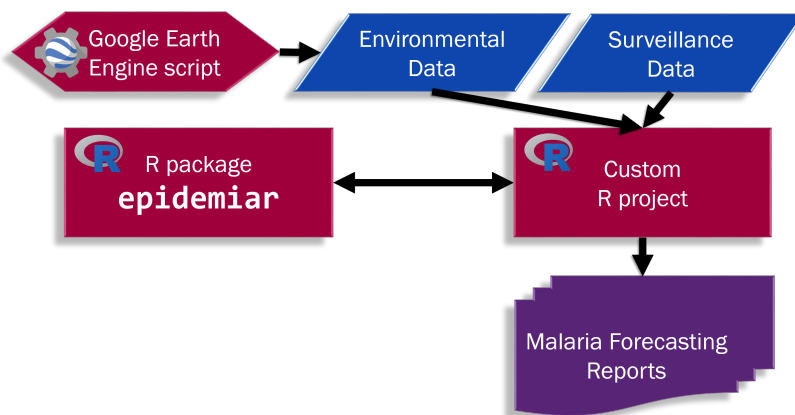 Google Earth
Engine script
Environmental
Data
Surveillance
Data
R
R package
epidemiar
R
Custom
R project
Malaria Forecasting
Reports